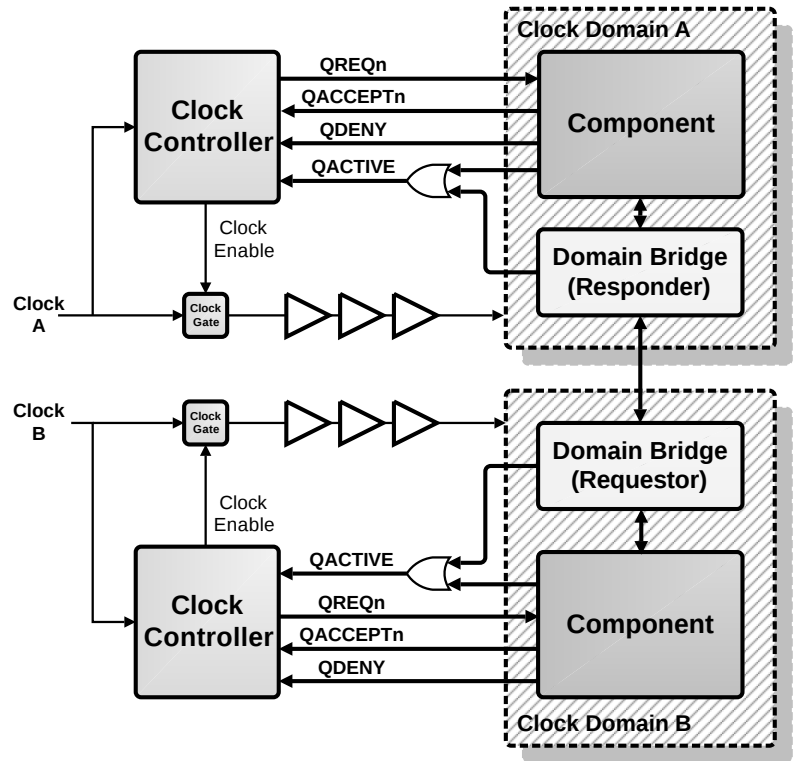 Clock Domain A
QREQn
QACCEPTn
QDENY
QACTIVE
Clock
Controller
Component
Clock
Enable
Domain Bridge
(Responder)
Clock
A
Clock
Gate
Clock
B
Clock
Gate
Domain Bridge
(Requestor)
Clock
Enable
QACTIVE
QREQn
QACCEPTn
QDENY
Clock
Controller
Component
Clock Domain B